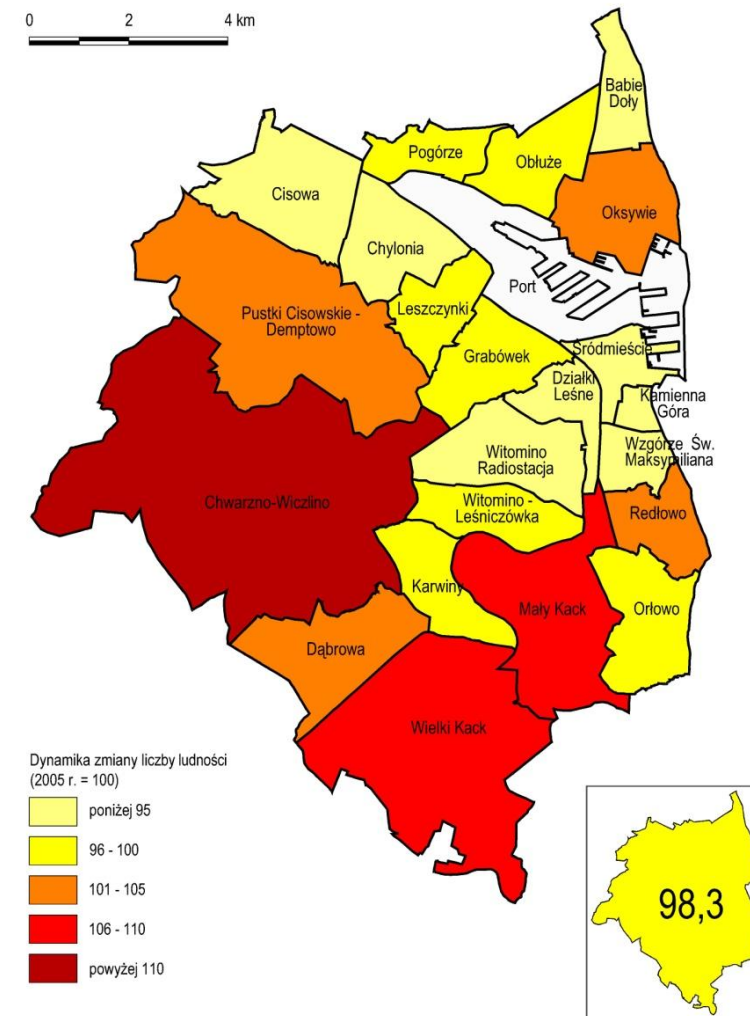 0 2 4 km
Babie
Doły
Pogórze
Obłuże
Cisowa
Oksywie
Chylonia
Port
Pustki Cisowskie -
Demptowo
Leszczynki
Grabówek
Śródmieście
Działki
Leśne
Kamienna
Góra
Witomino
Radiostacja
Wzgórze Św.
Maksymiliana
Chwarzno-Wiczlino
Witomino -
Leśniczówka
Redłowo
Karwiny
Mały Kack
Orłowo
Dąbrowa
Wielki Kack
Dynamika zmiany liczby ludności
(2005 r. = 100)
poniżej 95
96 - 100
101 - 105
106 - 110
powyżej 110
98,3